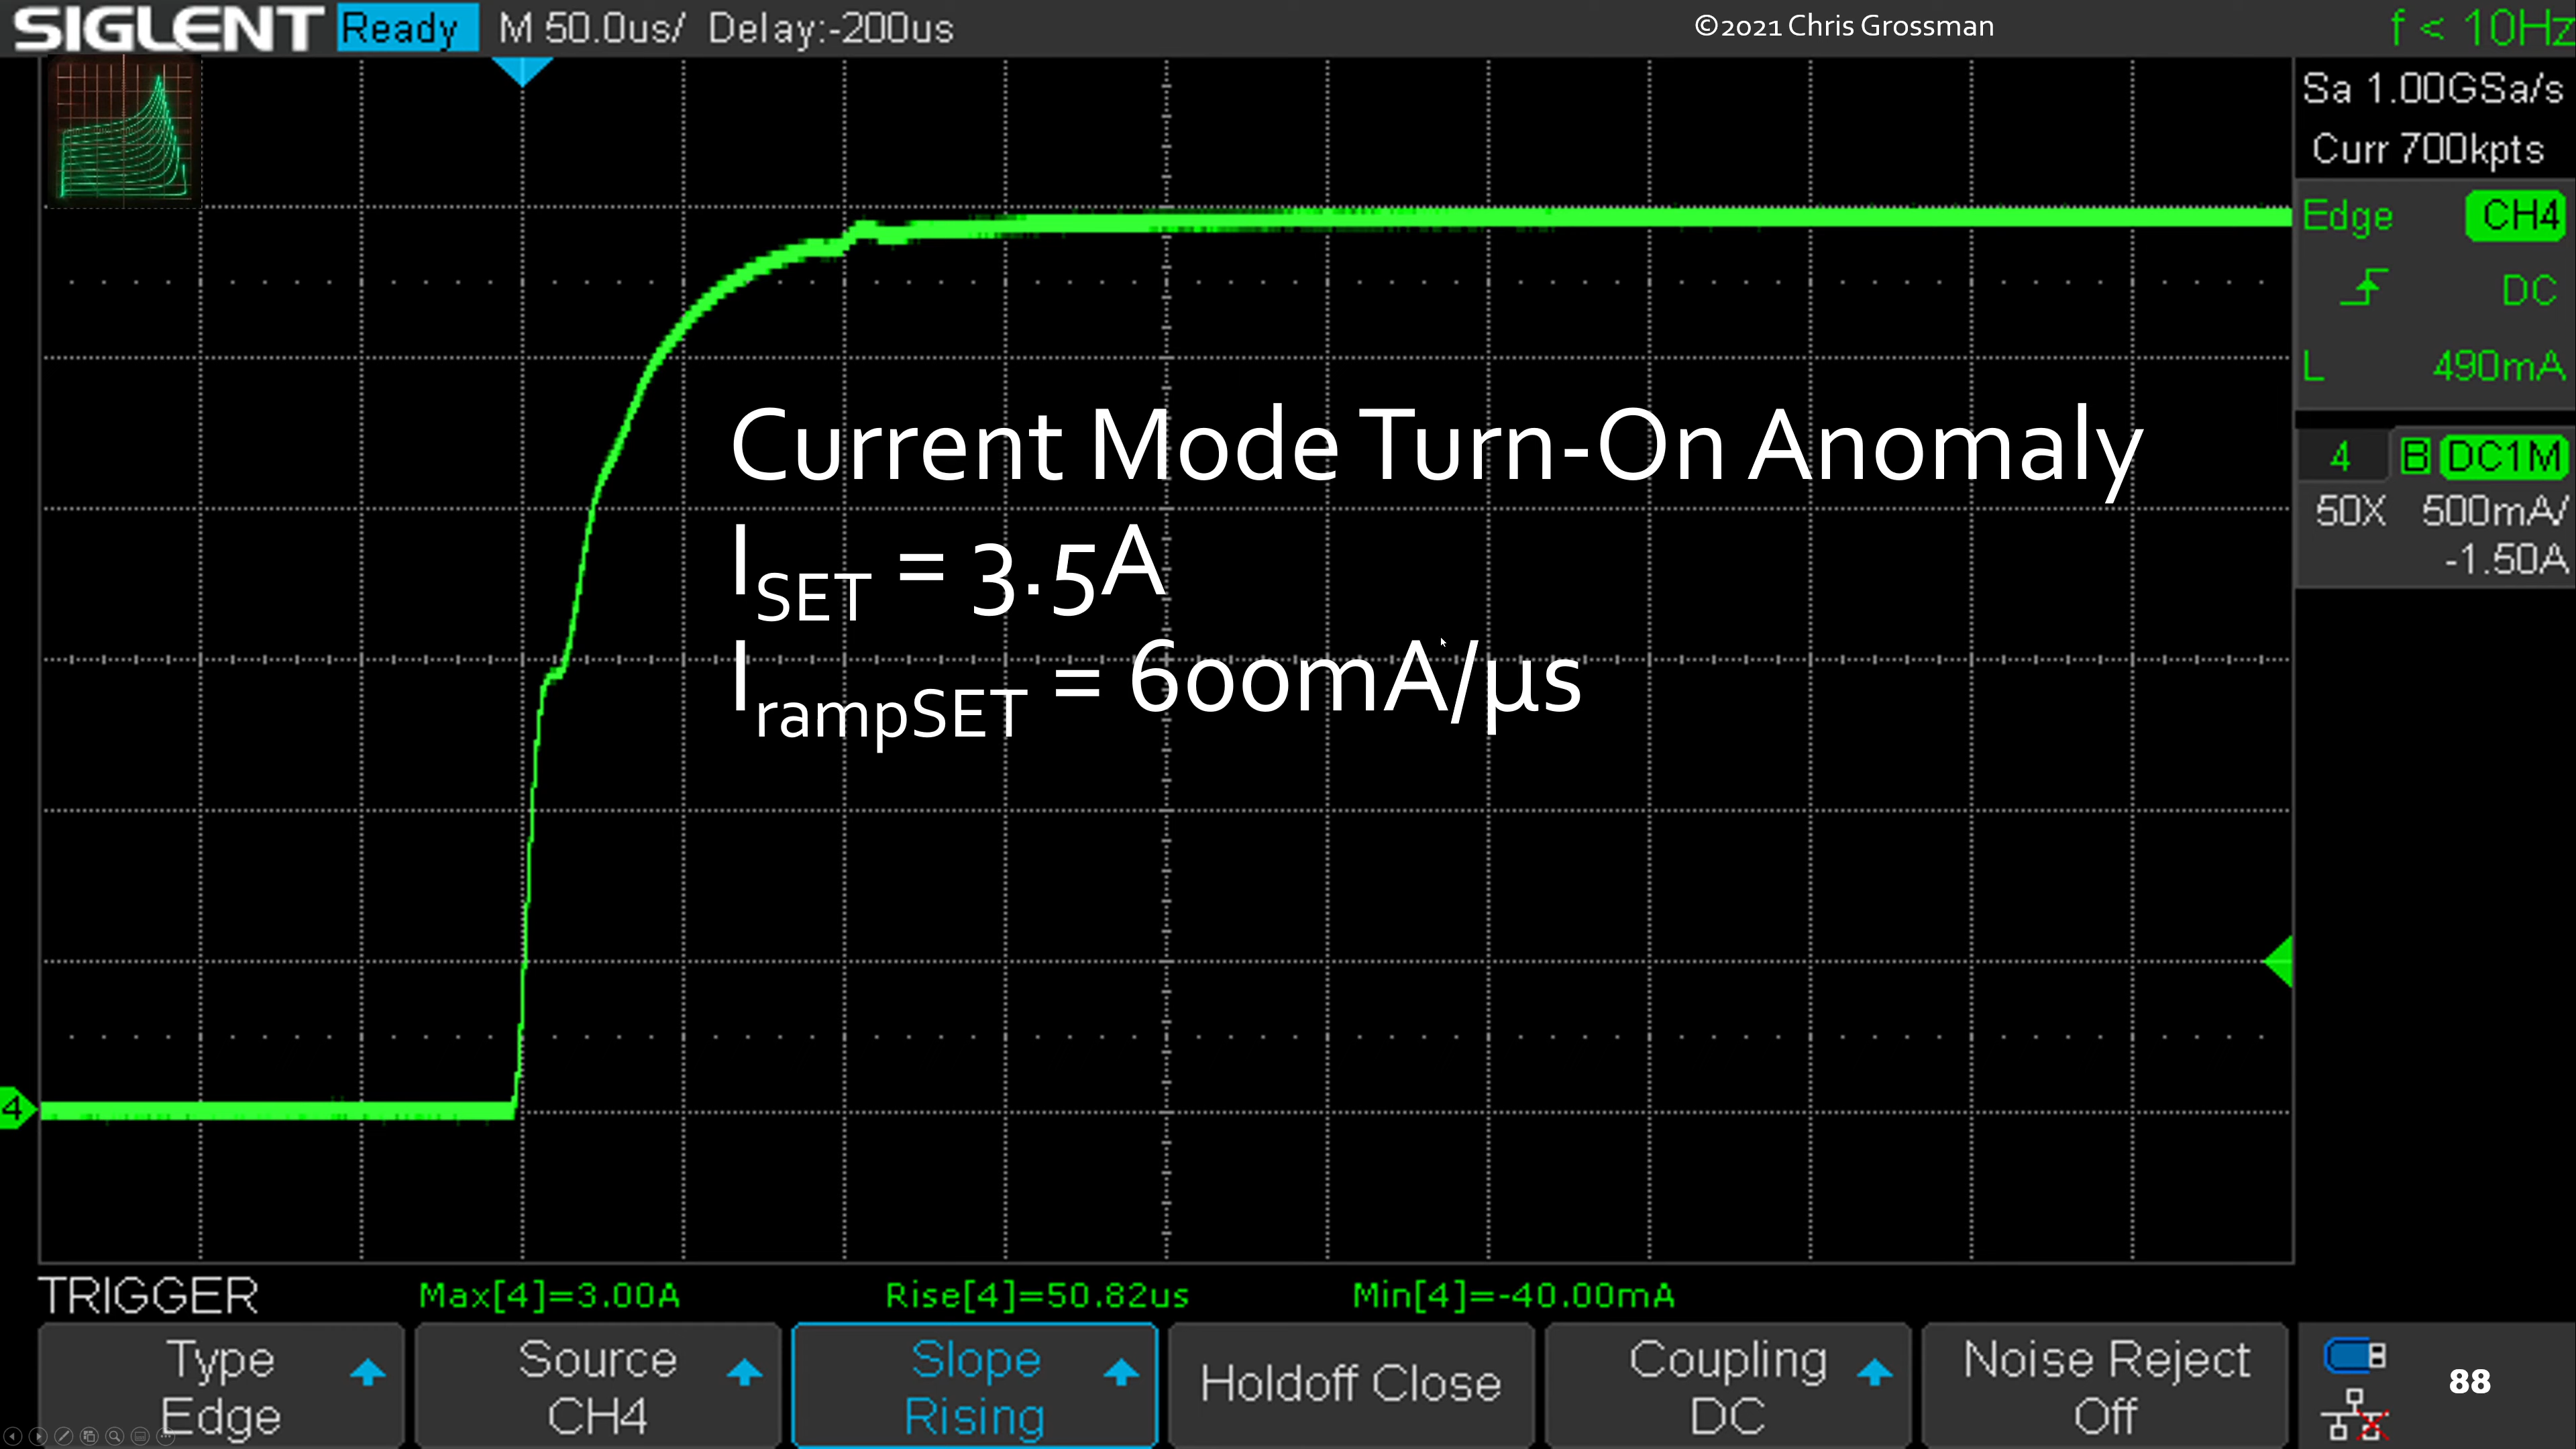 SIGLENT Ready M 50.0us/ Delay:-200us ©2021 Chris Grossman f < 10Hz
Sa 1.00GSa/s
Curr 700kpts
Edge CH4
DC
L 490mA
4 B DC1M
50X 500mA/
-1.50A
Current Mode Turn-On Anomaly
ISET = 3.5A
IrampSET = 600mA/µs
4
TRIGGER Max[4]=3.00A Rise[4]=50.82us Min[4]=-40.00mA
Type Source Slope Holdoff Close Coupling Noise Reject
Edge CH4 Rising DC Off
88